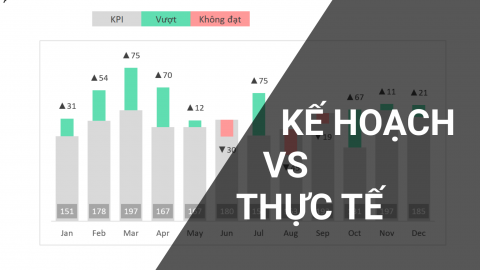 KPI Vượt Không đạt
▲75
▲54
▲70
▲75
▲31
▲12
▲67
▲11
▲21
▼30
KẾ HOẠCH
VS
THỰC TẾ
151 178 197 167 180 185
Jan Feb Mar Apr May Jun Jul Aug Sep Oct Nov Dec